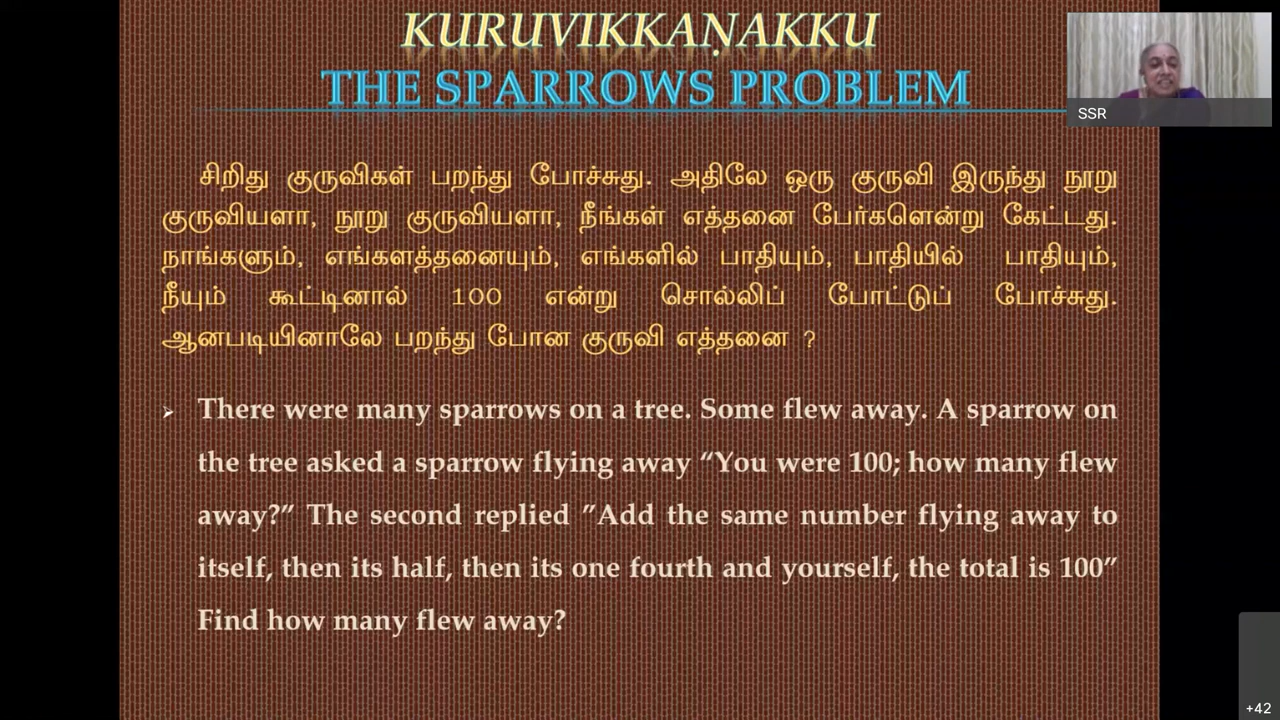 KURUVIKKAṆAKKU
THE SPARROWS PROBLEM
SSR
சிறிது குருவிகள் பறந்து போச்சுது. அதிலே ஒரு குருவி இருந்து நூறு
குருவியளா, நூறு குருவியளா, நீங்கள் எத்தனை பேர்களென்று கேட்டது.
நாங்களும், எங்களத்தனையும், எங்களில் பாதியும், பாதியில் பாதியும்,
நீயும் கூட்டினால் 100 என்று சொல்லிப் போட்டுப் போச்சுது.
ஆனபடியினாலே பறந்து போன குருவி எத்தனை ?
There were many sparrows on a tree. Some flew away. A sparrow on
the tree asked a sparrow flying away “You were 100; how many flew
away?” The second replied ”Add the same number flying away to
itself, then its half, then its one fourth and yourself, the total is 100”
Find how many flew away?
+42